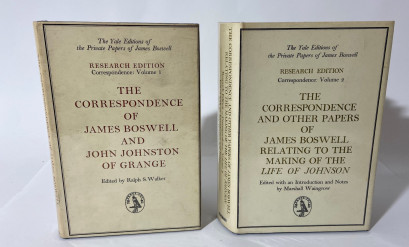 The Yale Editions of
the Private Papers of James Boswell
RESEARCH EDITION
Correspondence: Volume 1
THE
CORRESPONDENCE
OF
JAMES BOSWELL
AND
JOHN JOHNSTON
OF GRANGE
Edited by Ralph S. Walker
The Yale Editions of
the Private Papers of James Boswell
RESEARCH EDITION
Correspondence: Volume 2
THE
CORRESPONDENCE
AND OTHER PAPERS
OF
JAMES BOSWELL
RELATING TO THE
MAKING OF THE
LIFE OF JOHNSON
Edited with an Introduction and Notes
by Marshall Waingrow